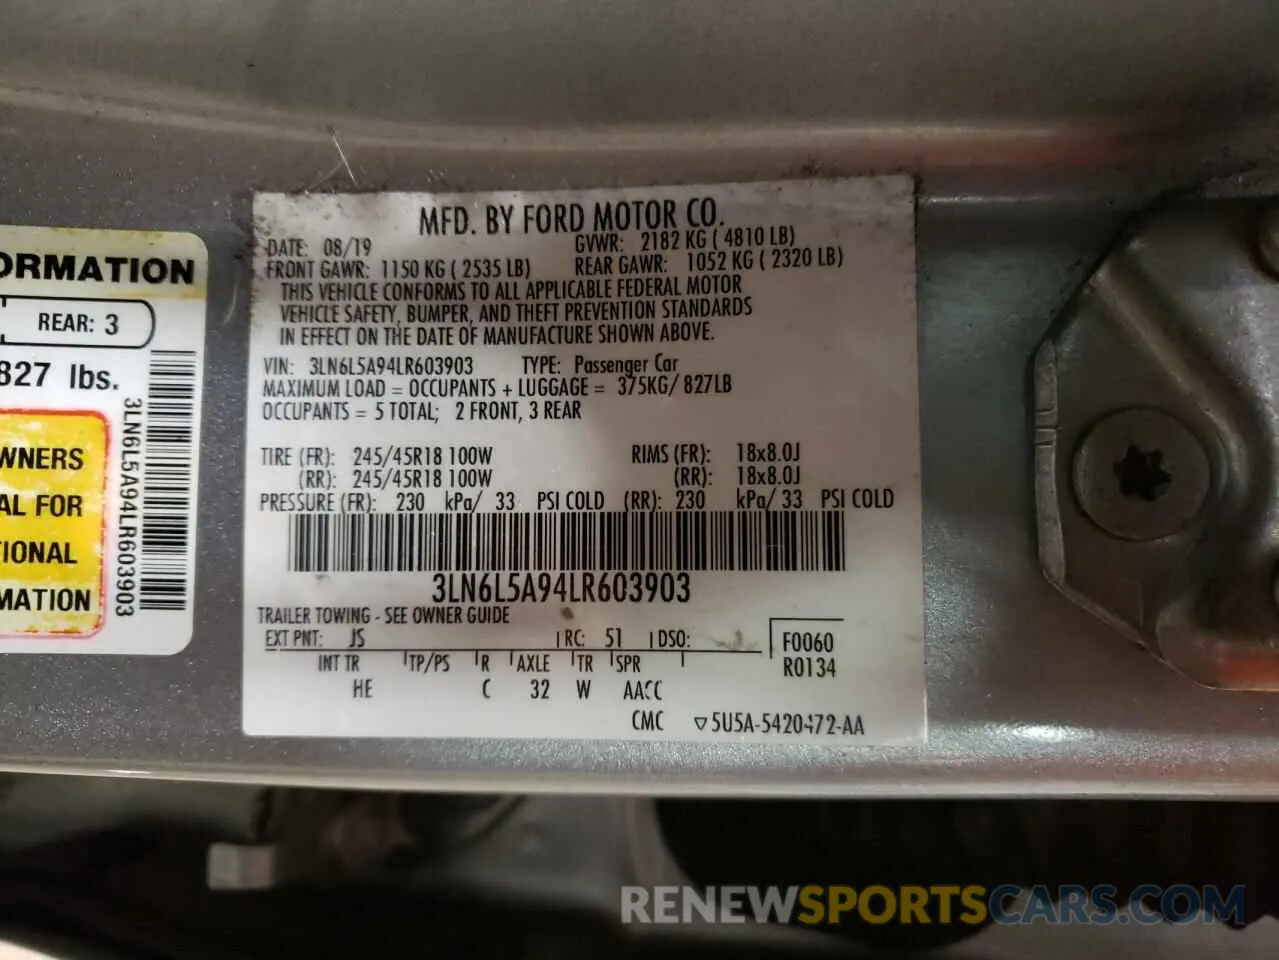 ORMATION
REAR: 3
827 lbs.
WNERS
AL FOR
TIONAL
MATION
3LN6L5A94LR603903
MFD. BY FORD MOTOR CO.
DATE: 08/19 GVWR: 2182 KG ( 4810 LB)
FRONT GAWR: 1150 KG ( 2535 LB) REAR GAWR: 1052 KG ( 2320 LB)
THIS VEHICLE CONFORMS TO ALL APPLICABLE FEDERAL MOTOR
VEHICLE SAFETY, BUMPER, AND THEFT PREVENTION STANDARDS
IN EFFECT ON THE DATE OF MANUFACTURE SHOWN ABOVE.
VIN: 3LN6L5A94LR603903 TYPE: Passenger Car
MAXIMUM LOAD = OCCUPANTS + LUGGAGE = 375KG/ 827LB
OCCUPANTS = 5 TOTAL; 2 FRONT, 3 REAR
TIRE (FR): 245/45R18 100W RIMS (FR): 18x8.0J
(RR): 245/45R18 100W (RR): 18x8.0J
PRESSURE (FR): 230 kPa/ 33 PSI COLD (RR): 230 kPa/ 33 PSI COLD
3LN6L5A94LR603903
TRAILER TOWING - SEE OWNER GUIDE
EXT PNT: JS RC: 51 DSO: F0060
INT TR TP/PS R AXLE TR SPR R0134
HE C 32 W AACC
CMC ▽5U5A-5420472-AA
RENEWSPORTSCARS.COM